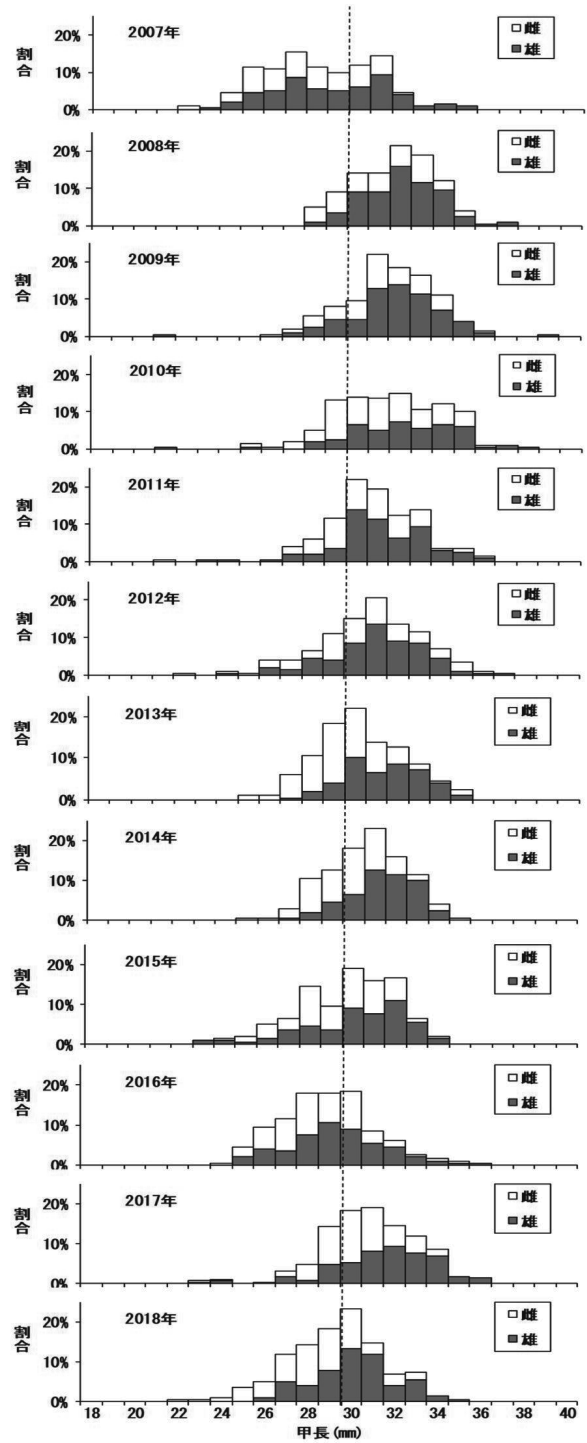 2007年
雌
雄
割合
20%
10%
0%
2008年
雌
雄
割合
20%
10%
0%
2009年
雌
雄
割合
20%
10%
0%
2010年
雌
雄
割合
20%
10%
0%
2011年
雌
雄
割合
20%
10%
0%
2012年
雌
雄
割合
20%
10%
0%
2013年
雌
雄
割合
20%
10%
0%
2014年
雌
雄
割合
20%
10%
0%
2015年
雌
雄
割合
20%
10%
0%
2016年
雌
雄
割合
20%
10%
0%
2017年
雌
雄
割合
20%
10%
0%
2018年
雌
雄
割合
20%
10%
0%
18 20 22 24 26 28 30 32 34 36 38 40
甲長(mm)